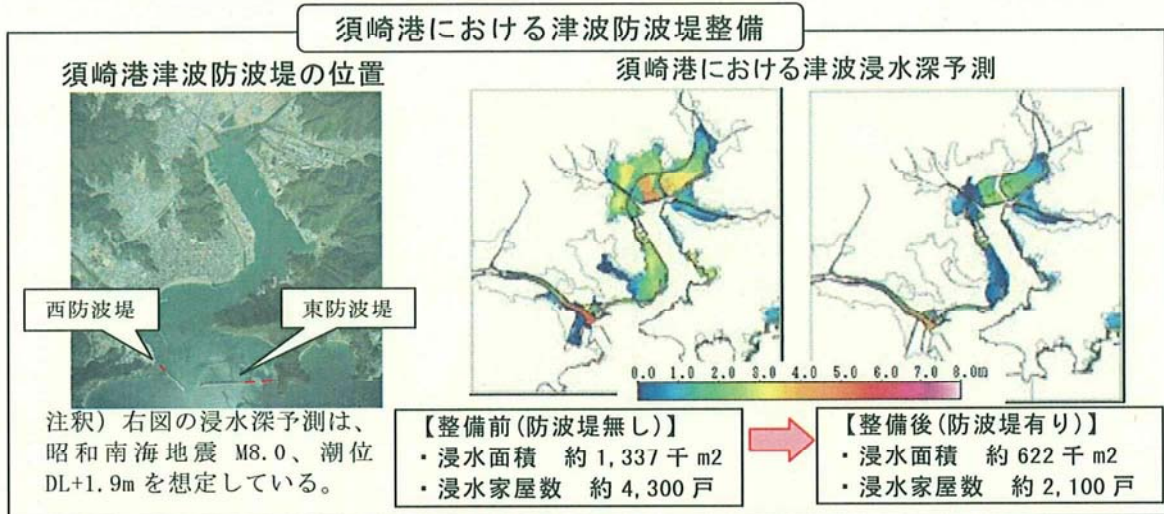 須崎港における津波防波堤整備
須崎港津波防波堤の位置
西防波堤
東防波堤
注釈）右図の浸水深予測は、
昭和南海地震 M8.0、潮位
DL+1.9m を想定している。
須崎港における津波浸水深予測
0.0 1.0 2.0 3.0 4.0 5.0 6.0 7.0 8.0m
【整備前(防波堤無し)】
・浸水面積 約 1,337 千 m2
・浸水家屋数 約 4,300 戸
【整備後(防波堤有り)】
・浸水面積 約 622 千 m2
・浸水家屋数 約 2,100 戸